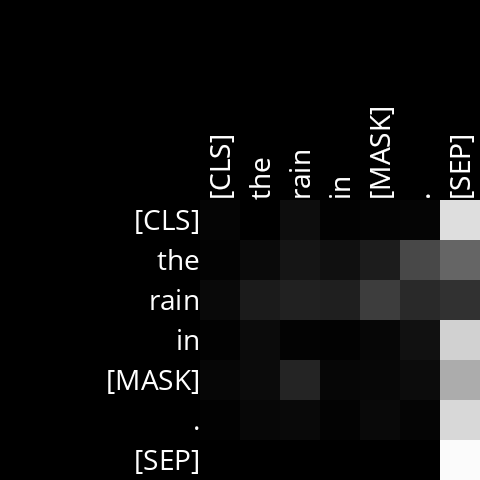 [CLS] the rain in [MASK] . [SEP]
[CLS]
the
rain
in
[MASK]
.
[SEP]